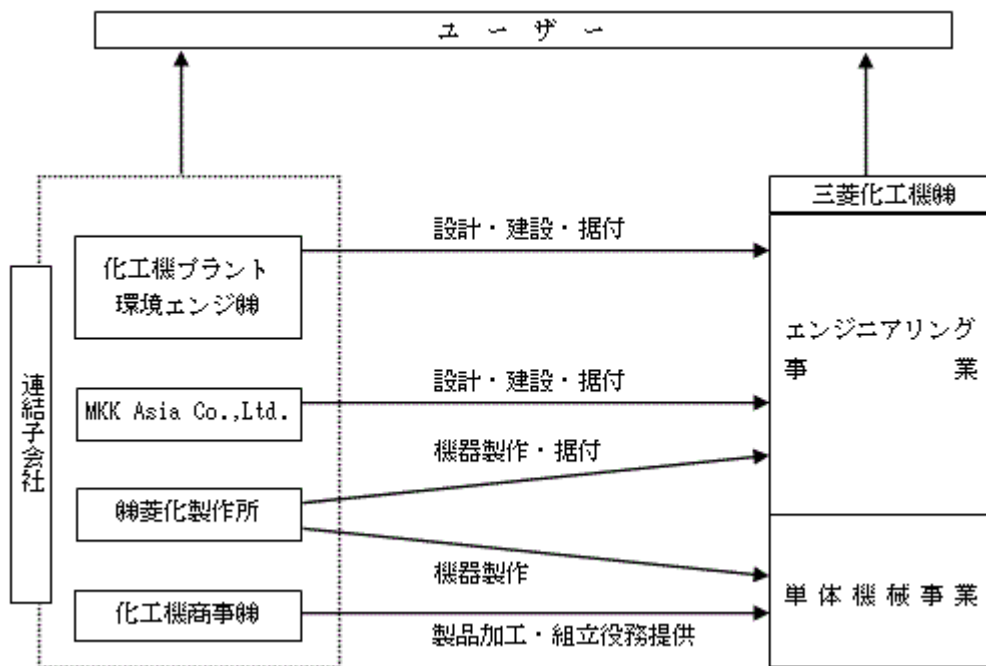 ユーザー
三菱化工機㈱
設計・建設・据付
化工機プラント
環境エンジ㈱
エンジニアリング
事業
連結子会社
設計・建設・据付
MKK Asia Co.,Ltd.
機器製作・据付
㈱菱化製作所
機器製作
単体機械事業
化工機商事㈱
製品加工・組立役務提供